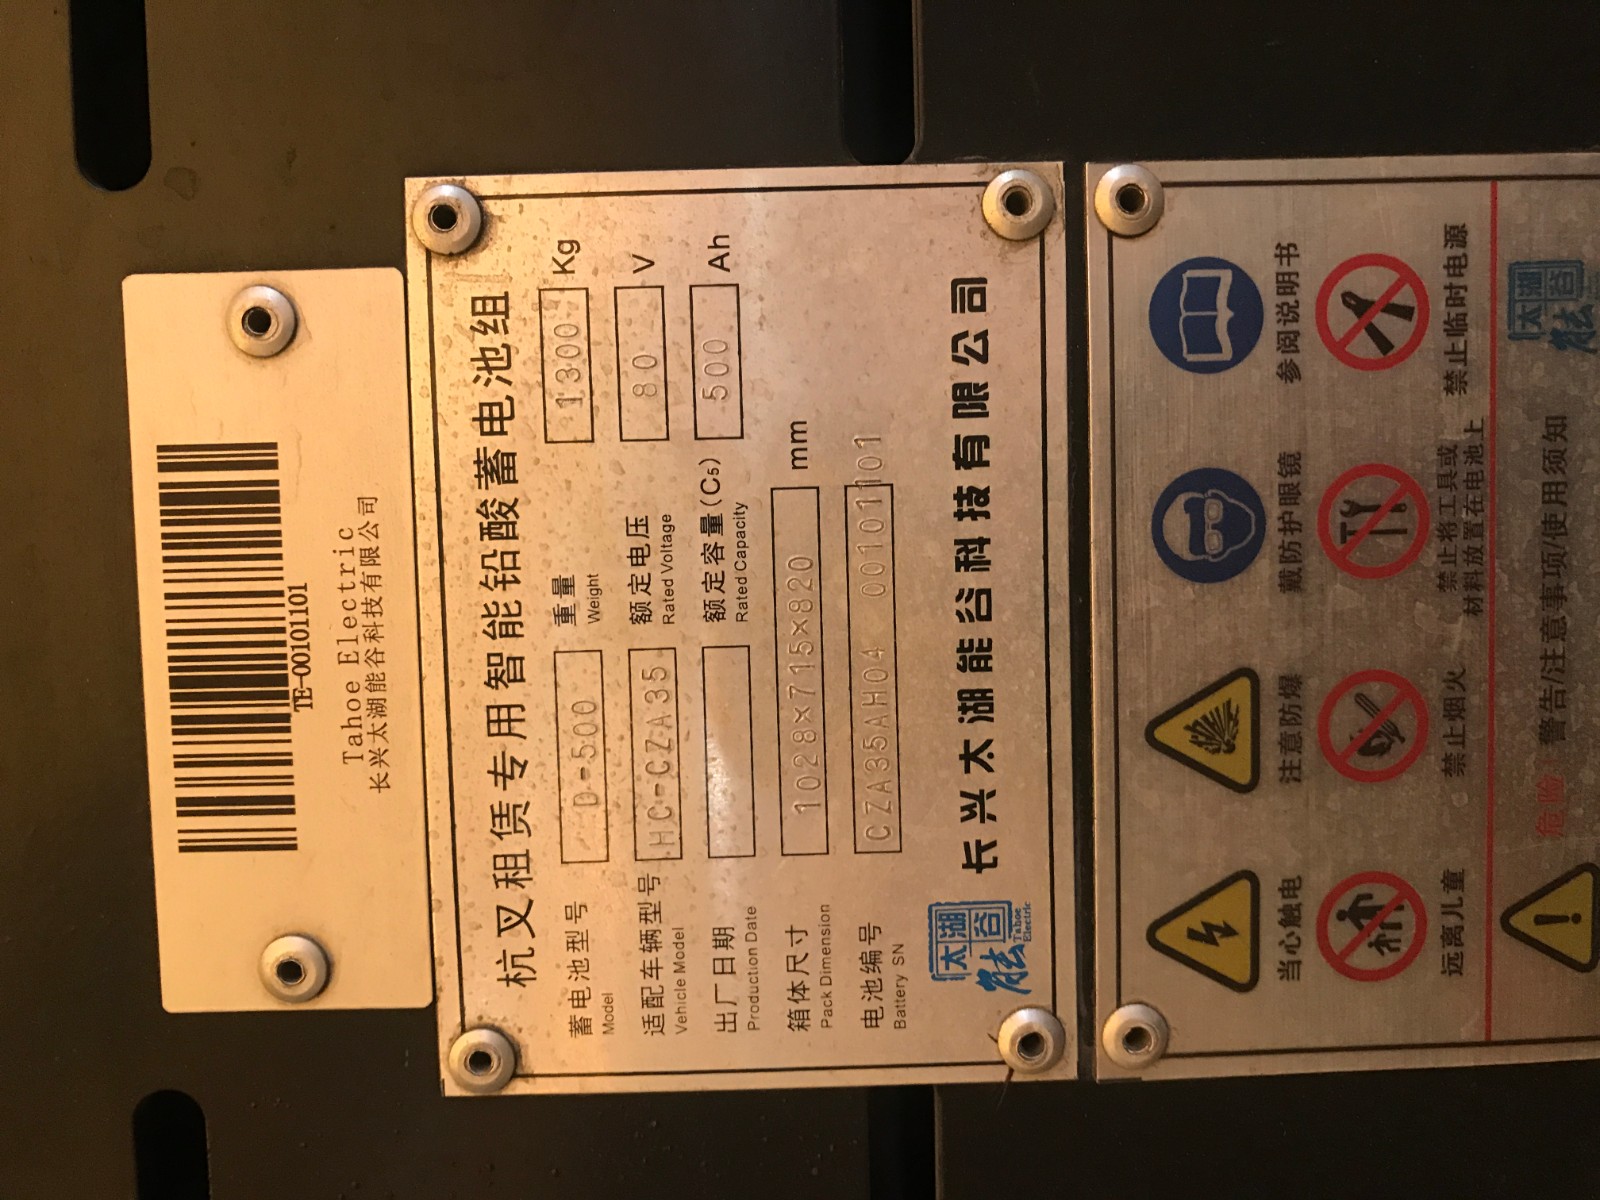 TE-00101101
Tahoe Electric
长兴太湖能谷科技有限公司
杭叉租赁专用智能铅酸蓄电池组
蓄电池型号 D-500 重量 1300 Kg
Model Weight
适配车辆型号 HC-CZA35 额定电压 80 V
Vehicle Model Rated Voltage
出厂日期 额定容量(C₅) 500 Ah
Production Date Rated Capacity
箱体尺寸 1028×715×820 mm
Pack Dimension
电池编号 CZA35AH04 00101101
Battery SN
太湖
能谷
Tahoe
Electric
长兴太湖能谷科技有限公司
当心触电 注意防爆 戴防护眼镜 参阅说明书
远离儿童 禁止烟火 禁止将工具或 禁止临时电源
材料放置在电池上
危险 警告/注意事项/使用须知
太湖
能谷